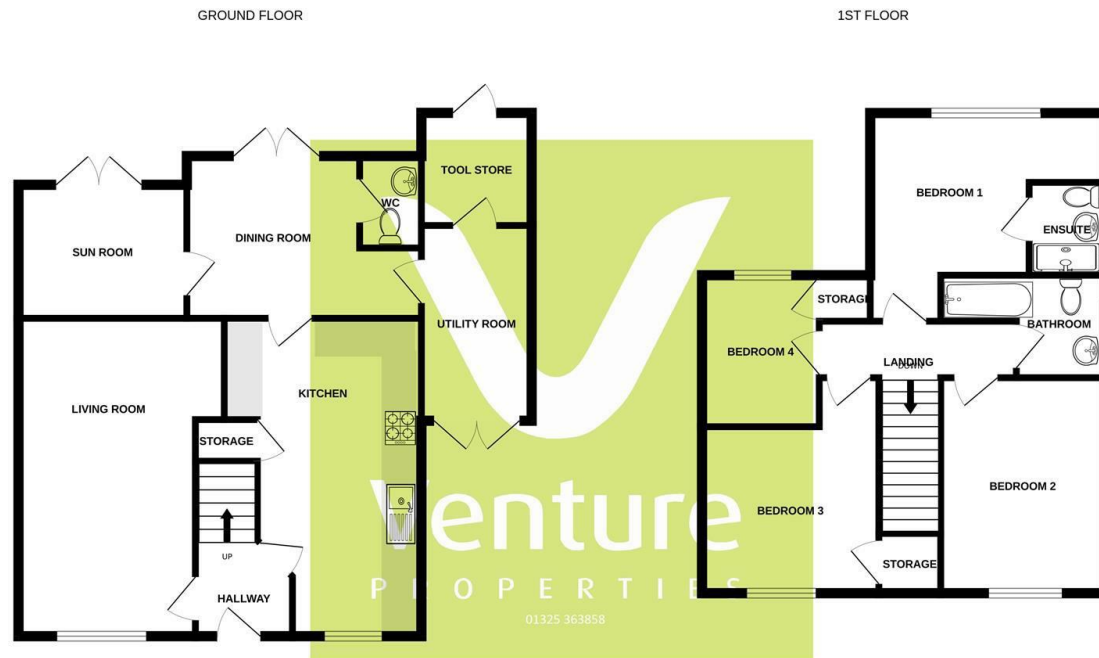 GROUND FLOOR
1ST FLOOR
TOOL STORE
WC
DINING ROOM
SUN ROOM
UTILITY ROOM
KITCHEN
LIVING ROOM
STORAGE
UP
HALLWAY
BEDROOM 1
ENSUITE
STORAGE
BATHROOM
BEDROOM 4
LANDING
DOWN
BEDROOM 2
BEDROOM 3
STORAGE
Venture
PROPERTIES
01325 363858